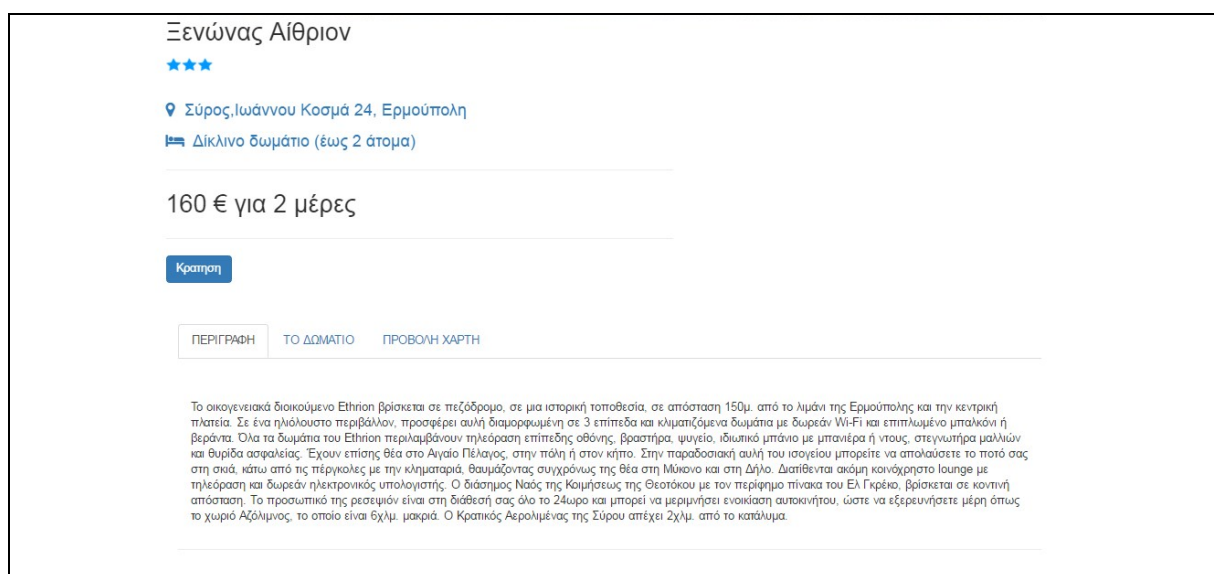 Ξενώνας Αίθριον
Σύρος,Ιωάννου Κοσμά 24, Ερμούπολη
Δίκλινο δωμάτιο (έως 2 άτομα)
160 € για 2 μέρες
Κρατηση
ΠΕΡΙΓΡΑΦΗ ΤΟ ΔΩΜΑΤΙΟ ΠΡΟΒΟΛΗ ΧΑΡΤΗ
Το οικογενειακά διοικούμενο Ethrion βρίσκεται σε πεζόδρομο, σε μια ιστορική τοποθεσία, σε απόσταση 150μ. από το λιμάνι της Ερμούπολης και την κεντρική
πλατεία. Σε ένα ηλιόλουστο περιβάλλον, προσφέρει αυλή διαμορφωμένη σε 3 επίπεδα και κλιματιζόμενα δωμάτια με δωρεάν Wi-Fi και επιπλωμένο μπαλκόνι ή
βεράντα. Όλα τα δωμάτια του Ethrion περιλαμβάνουν τηλεόραση επίπεδης οθόνης, βραστήρα, ψυγείο, ιδιωτικό μπάνιο με μπανιέρα ή ντους, στεγνωτήρα μαλλιών
και θυρίδα ασφαλείας. Έχουν επίσης θέα στο Αιγαίο Πέλαγος, στην πόλη ή στον κήπο. Στην παραδοσιακή αυλή του ισογείου μπορείτε να απολαύσετε το ποτό σας
στη σκιά, κάτω από τις πέργκολες με την κληματαριά, θαυμάζοντας συγχρόνως της θέα στη Μύκονο και στη Δήλο. Διατίθενται ακόμη κοινόχρηστο lounge με
τηλεόραση και δωρεάν ηλεκτρονικός υπολογιστής. Ο διάσημος Ναός της Κοιμήσεως της Θεοτόκου με τον περίφημο πίνακα του Ελ Γκρέκο, βρίσκεται σε κοντινή
απόσταση. Το προσωπικό της ρεσεψιόν είναι στη διάθεσή σας όλο το 24ωρο και μπορεί να μεριμνήσει ενοικίαση αυτοκινήτου, ώστε να εξερευνήσετε μέρη όπως
το χωριό Αζόλιμνος, το οποίο είναι 6χλμ. μακριά. Ο Κρατικός Αερολιμένας της Σύρου απέχει 2χλμ. από το κατάλυμα.